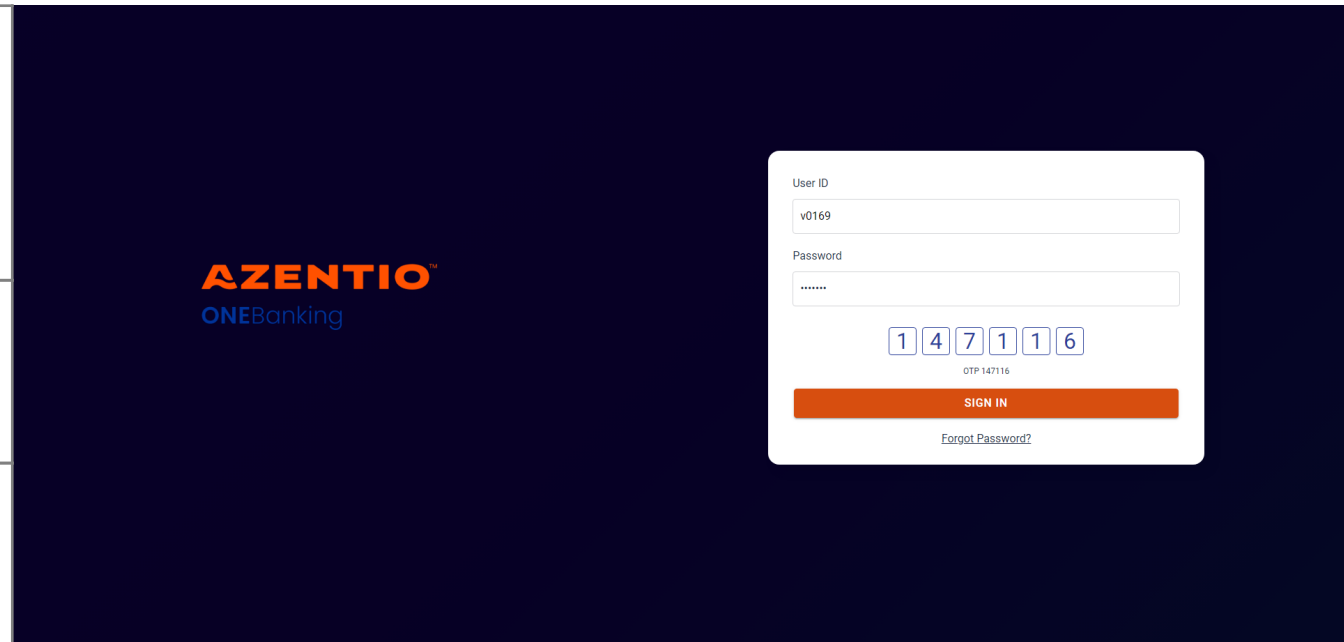 AZENTIO™
ONEBanking
User ID
v0169
Password
•••••••
1 4 7 1 1 6
OTP 147116
SIGN IN
Forgot Password?